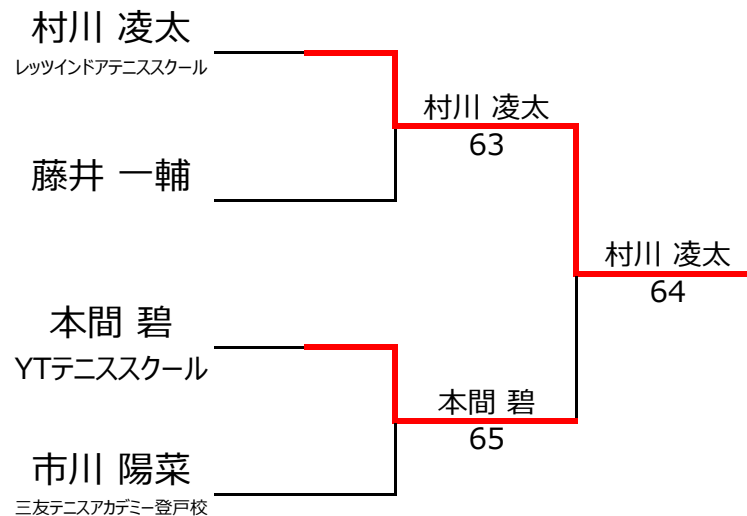 村川 凌太
レッツインドアテニススクール
藤井 一輔
本間 碧
YTテニススクール
市川 陽菜
三友テニスアカデミー登戸校
村川 凌太
63
本間 碧
65
村川 凌太
64